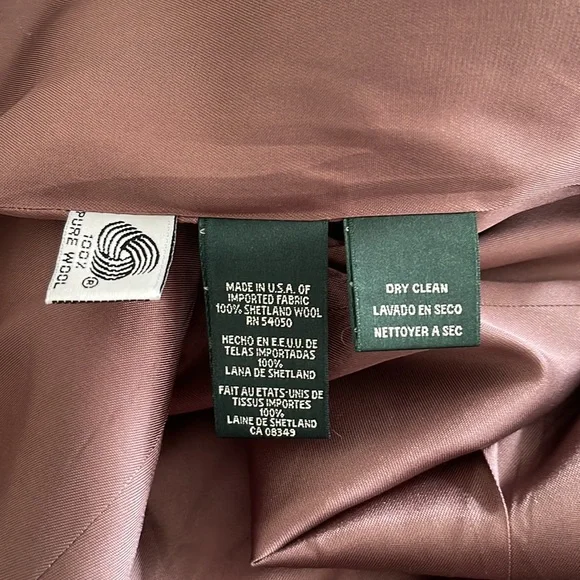 100%
PURE WOOL
®
MADE IN U.S.A. OF
IMPORTED FABRIC
100% SHETLAND WOOL
RN 54050
HECHO EN E.E.U.U. DE
TELAS IMPORTADAS
100%
LANA DE SHETLAND
FAIT AU ETATS-UNIS DE
TISSUS IMPORTES
100%
LAINE DE SHETLAND
CA 08349
DRY CLEAN
LAVADO EN SECO
NETTOYER A SEC